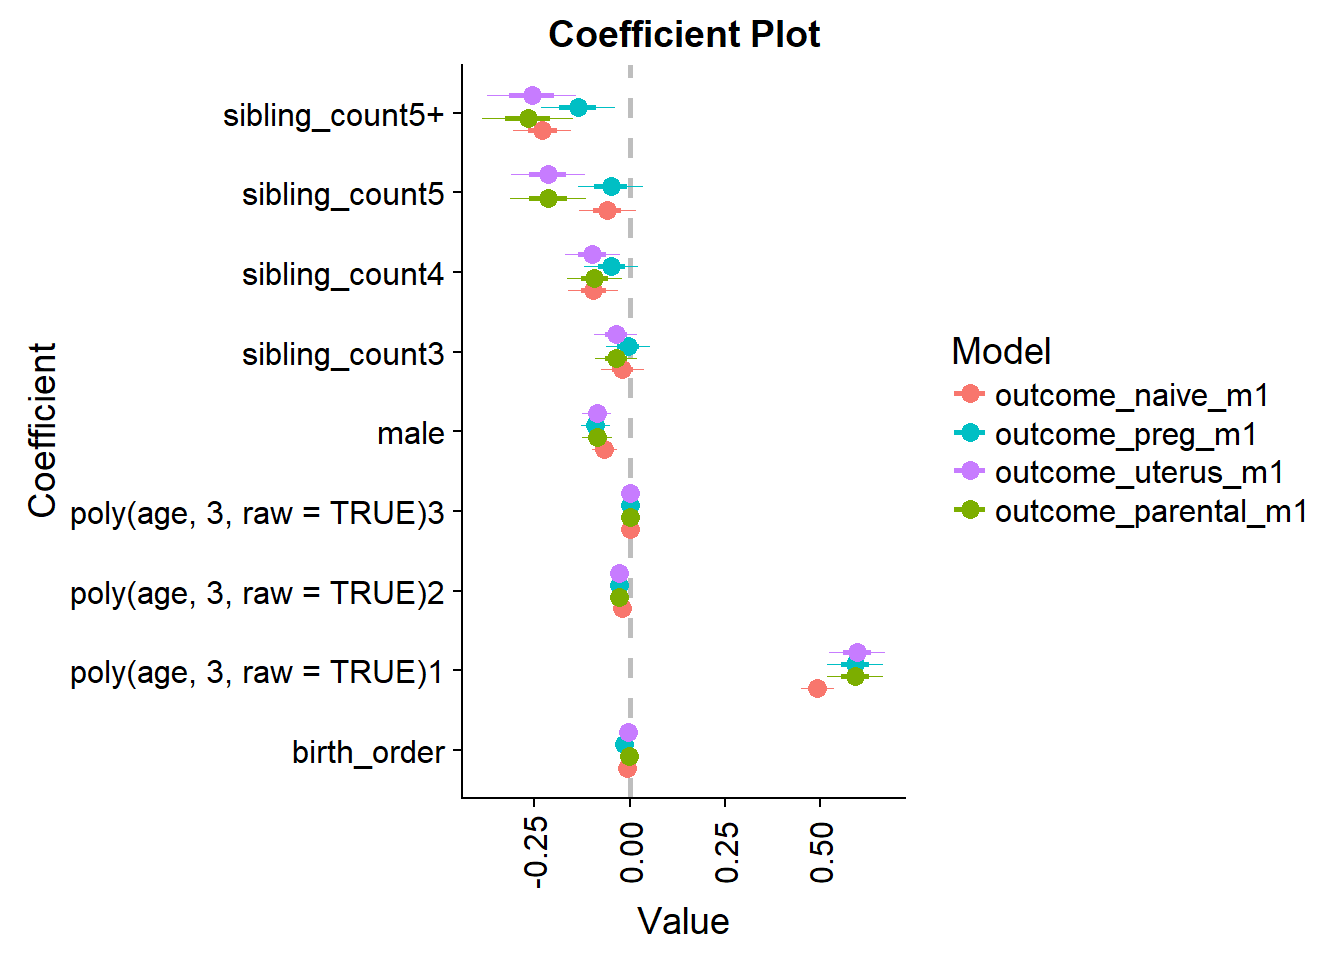 Coefficient Plot
Coefficient
sibling_count5+
sibling_count5
sibling_count4
sibling_count3
male
poly(age, 3, raw = TRUE)3
poly(age, 3, raw = TRUE)2
poly(age, 3, raw = TRUE)1
birth_order
-0.25
0.00
0.25
0.50
Value
Model
outcome_naive_m1
outcome_preg_m1
outcome_uterus_m1
outcome_parental_m1